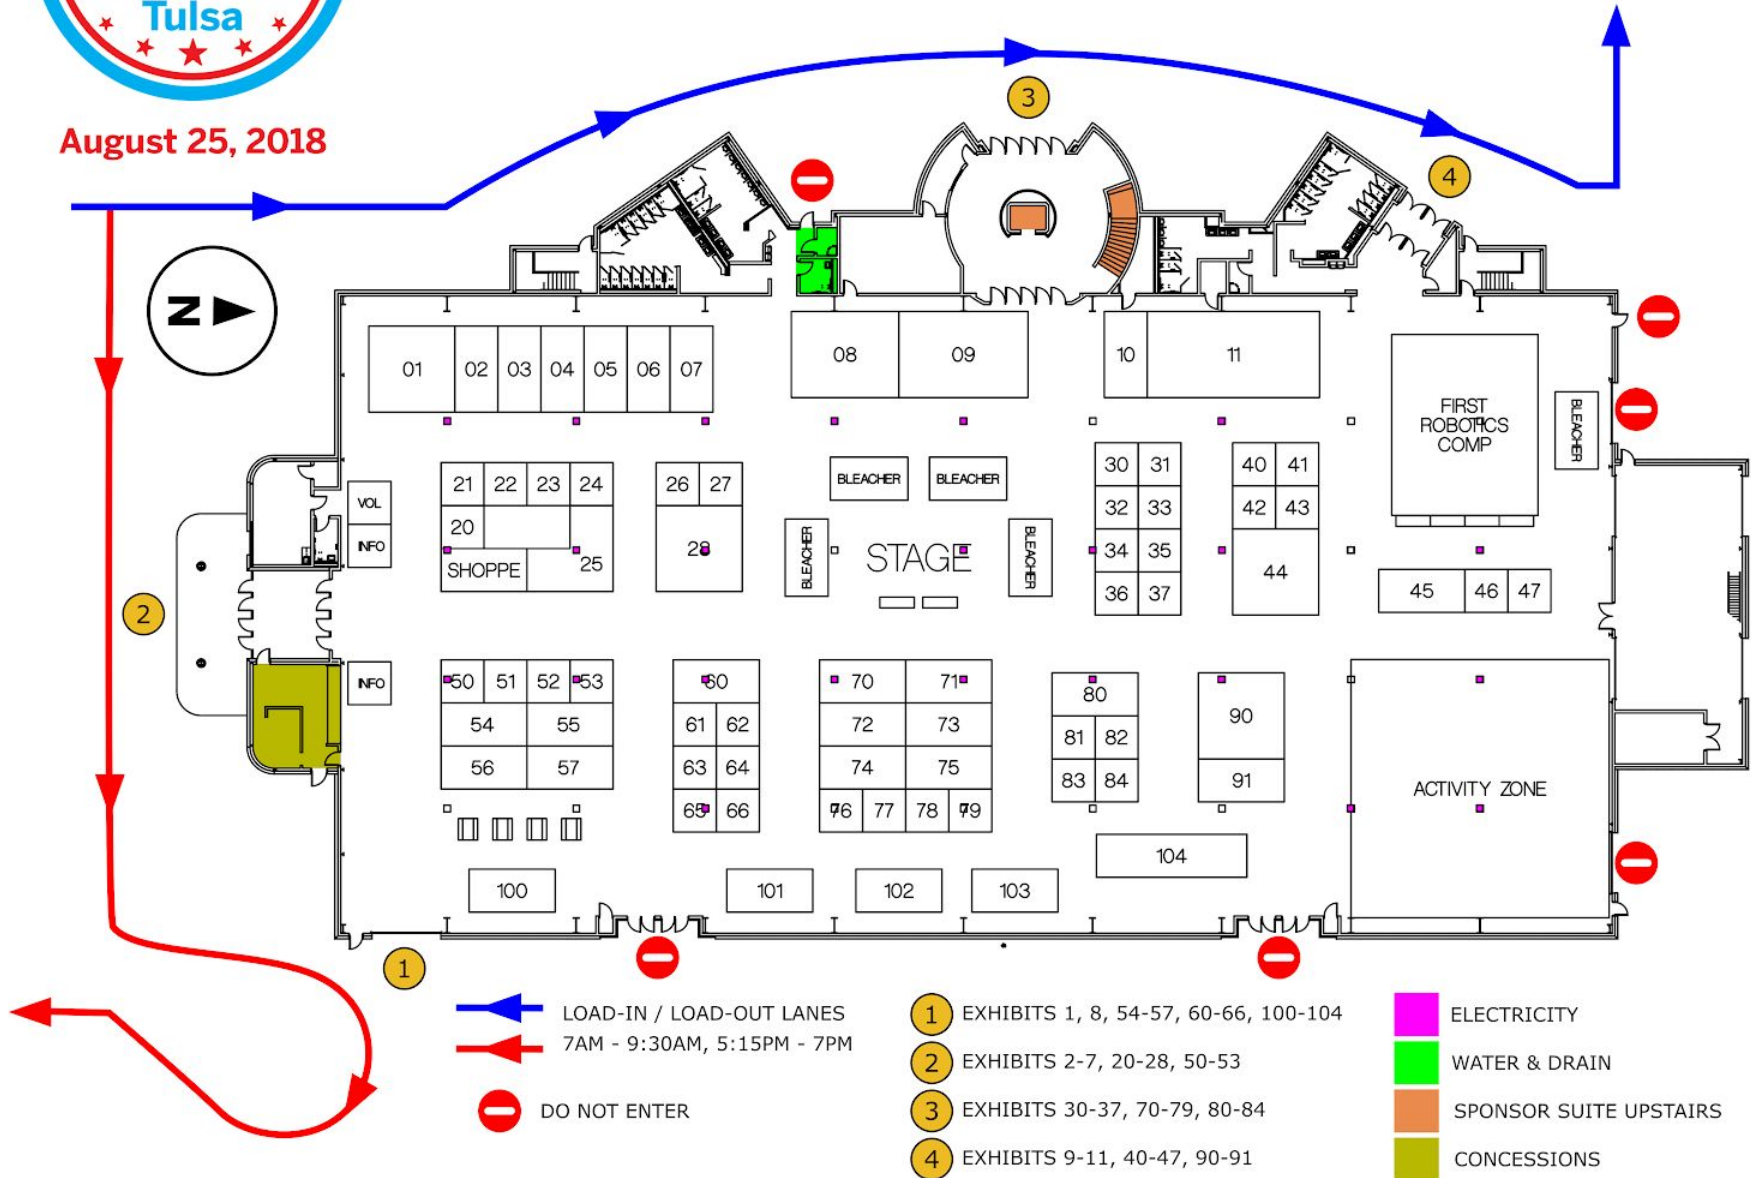 Tulsa
August 25, 2018
3
4
N
01 02 03 04 05 06 07
08 09
10 11
FIRST
ROBOTICS
COMP
BLEACHER
VOL
INFO
21 22 23 24
20
SHOPPE 25
26 27
28
BLEACHER BLEACHER
BLEACHER
STAGE
BLEACHER
30 31
32 33
34 35
36 37
40 41
42 43
44
45 46 47
2
INFO
50 51 52 53
54 55
56 57
60
61 62
63 64
65 66
70 71
72 73
74 75
76 77 78 79
80
81 82
83 84
90
91
ACTIVITY ZONE
100
101
102
103
104
1
LOAD-IN / LOAD-OUT LANES
7AM - 9:30AM, 5:15PM - 7PM
DO NOT ENTER
1 EXHIBITS 1, 8, 54-57, 60-66, 100-104
2 EXHIBITS 2-7, 20-28, 50-53
3 EXHIBITS 30-37, 70-79, 80-84
4 EXHIBITS 9-11, 40-47, 90-91
ELECTRICITY
WATER & DRAIN
SPONSOR SUITE UPSTAIRS
CONCESSIONS